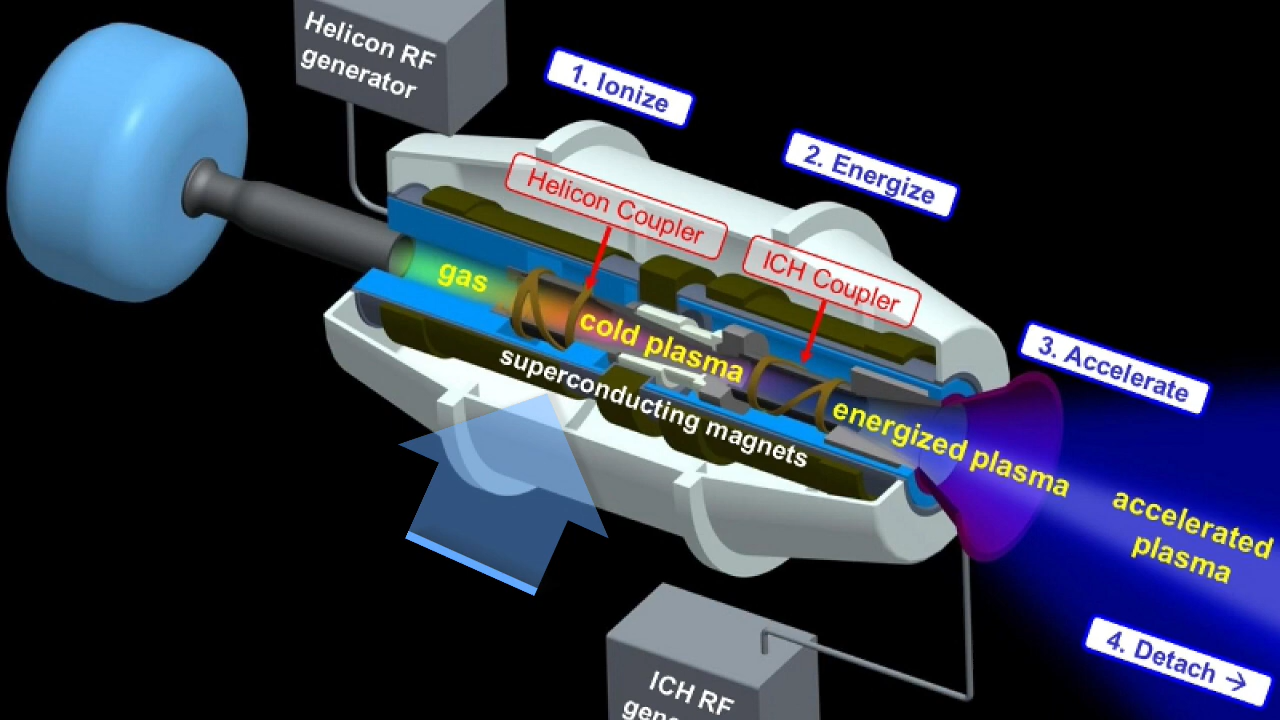 Helicon RF
generator
1. Ionize
2. Energize
Helicon Coupler
ICH Coupler
gas
cold plasma
superconducting magnets
3. Accelerate
energized plasma
accelerated
plasma
4. Detach →
ICH RF